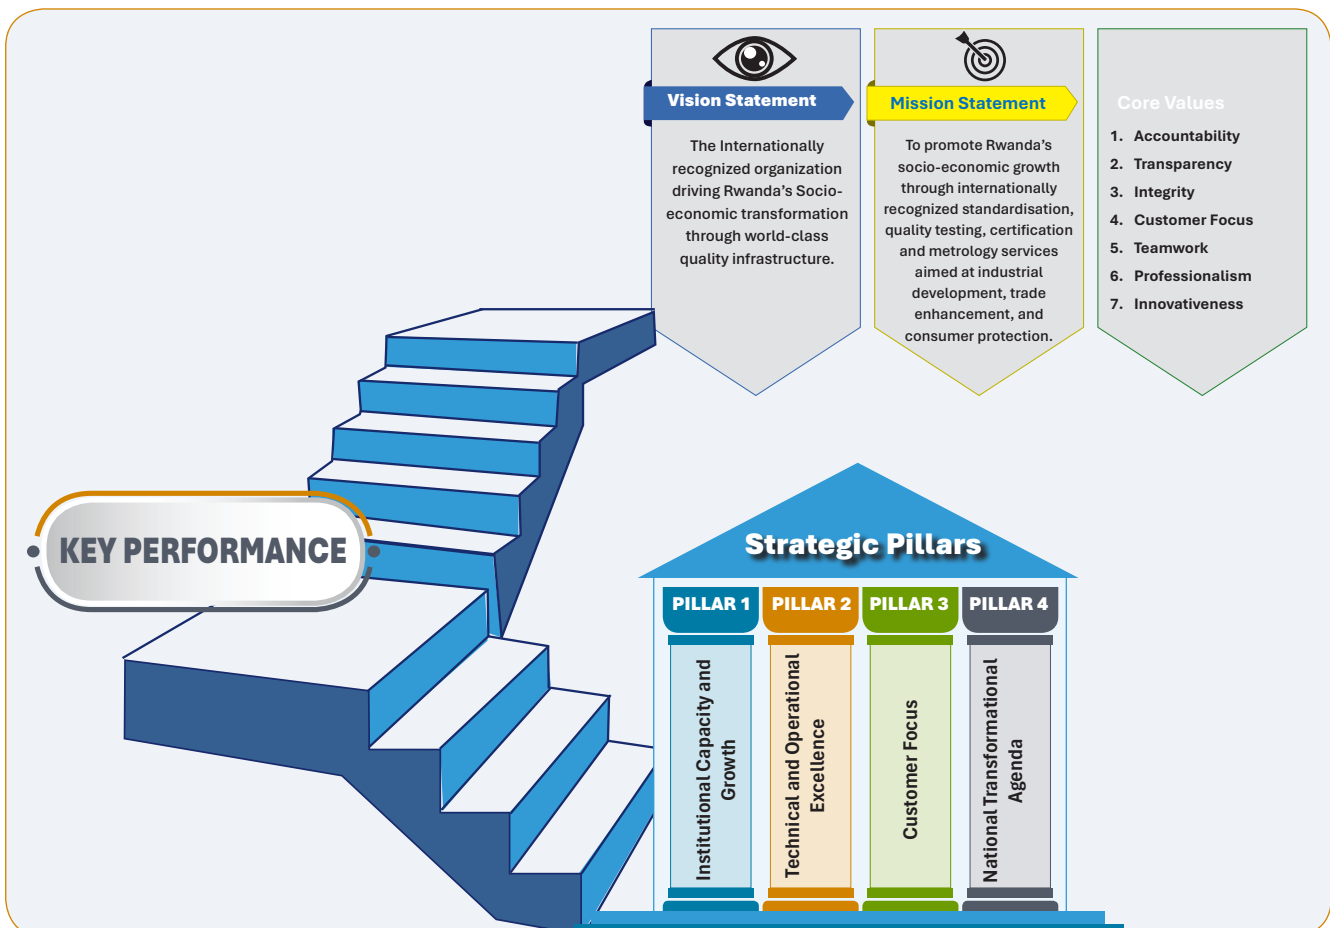 Vision Statement
The Internationally
recognized organization
driving Rwanda's Socio-
economic transformation
through world-class
quality infrastructure.
Mission Statement
To promote Rwanda's
socio-economic growth
through internationally
recognized standardisation,
quality testing, certification
and metrology services
aimed at industrial
development, trade
enhancement, and
consumer protection.
Core Values
1. Accountability
2. Transparency
3. Integrity
4. Customer Focus
5. Teamwork
6. Professionalism
7. Innovativeness
KEY PERFORMANCE
Strategic Pillars
PILLAR 1
Institutional Capacity and
Growth
PILLAR 2
Technical and Operational
Excellence
PILLAR 3
Customer Focus
PILLAR 4
National Transformational
Agenda